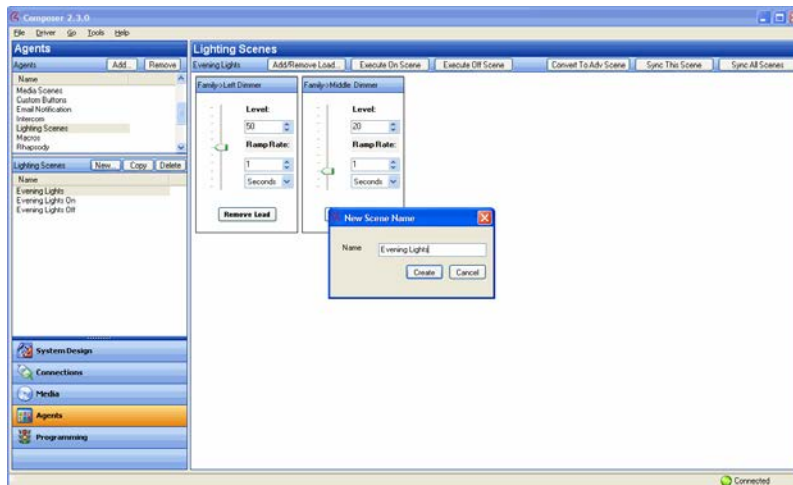 Composer 2.3.0
File Driver Go Tools Help
Agents
Agents Add... Remove
Name
Media Scenes
Custom Buttons
Email Notification
Intercom
Lighting Scenes
Macros
Rhapsody
Lighting Scenes New... Copy Delete
Name
Evening Lights
Evening Lights On
Evening Lights Off
System Design
Connections
Media
Agents
Programming
Lighting Scenes
Evening Lights Add/Remove Load... Execute On Scene Execute Off Scene Convert To Adv Scene Sync This Scene Sync All Scenes
Family->Left Dimmer
Level:
50
Ramp Rate:
1
Seconds
Remove Load
Family->Middle Dimmer
Level:
20
Ramp Rate:
1
Seconds
New Scene Name
Name Evening Lights
Create Cancel
Connected